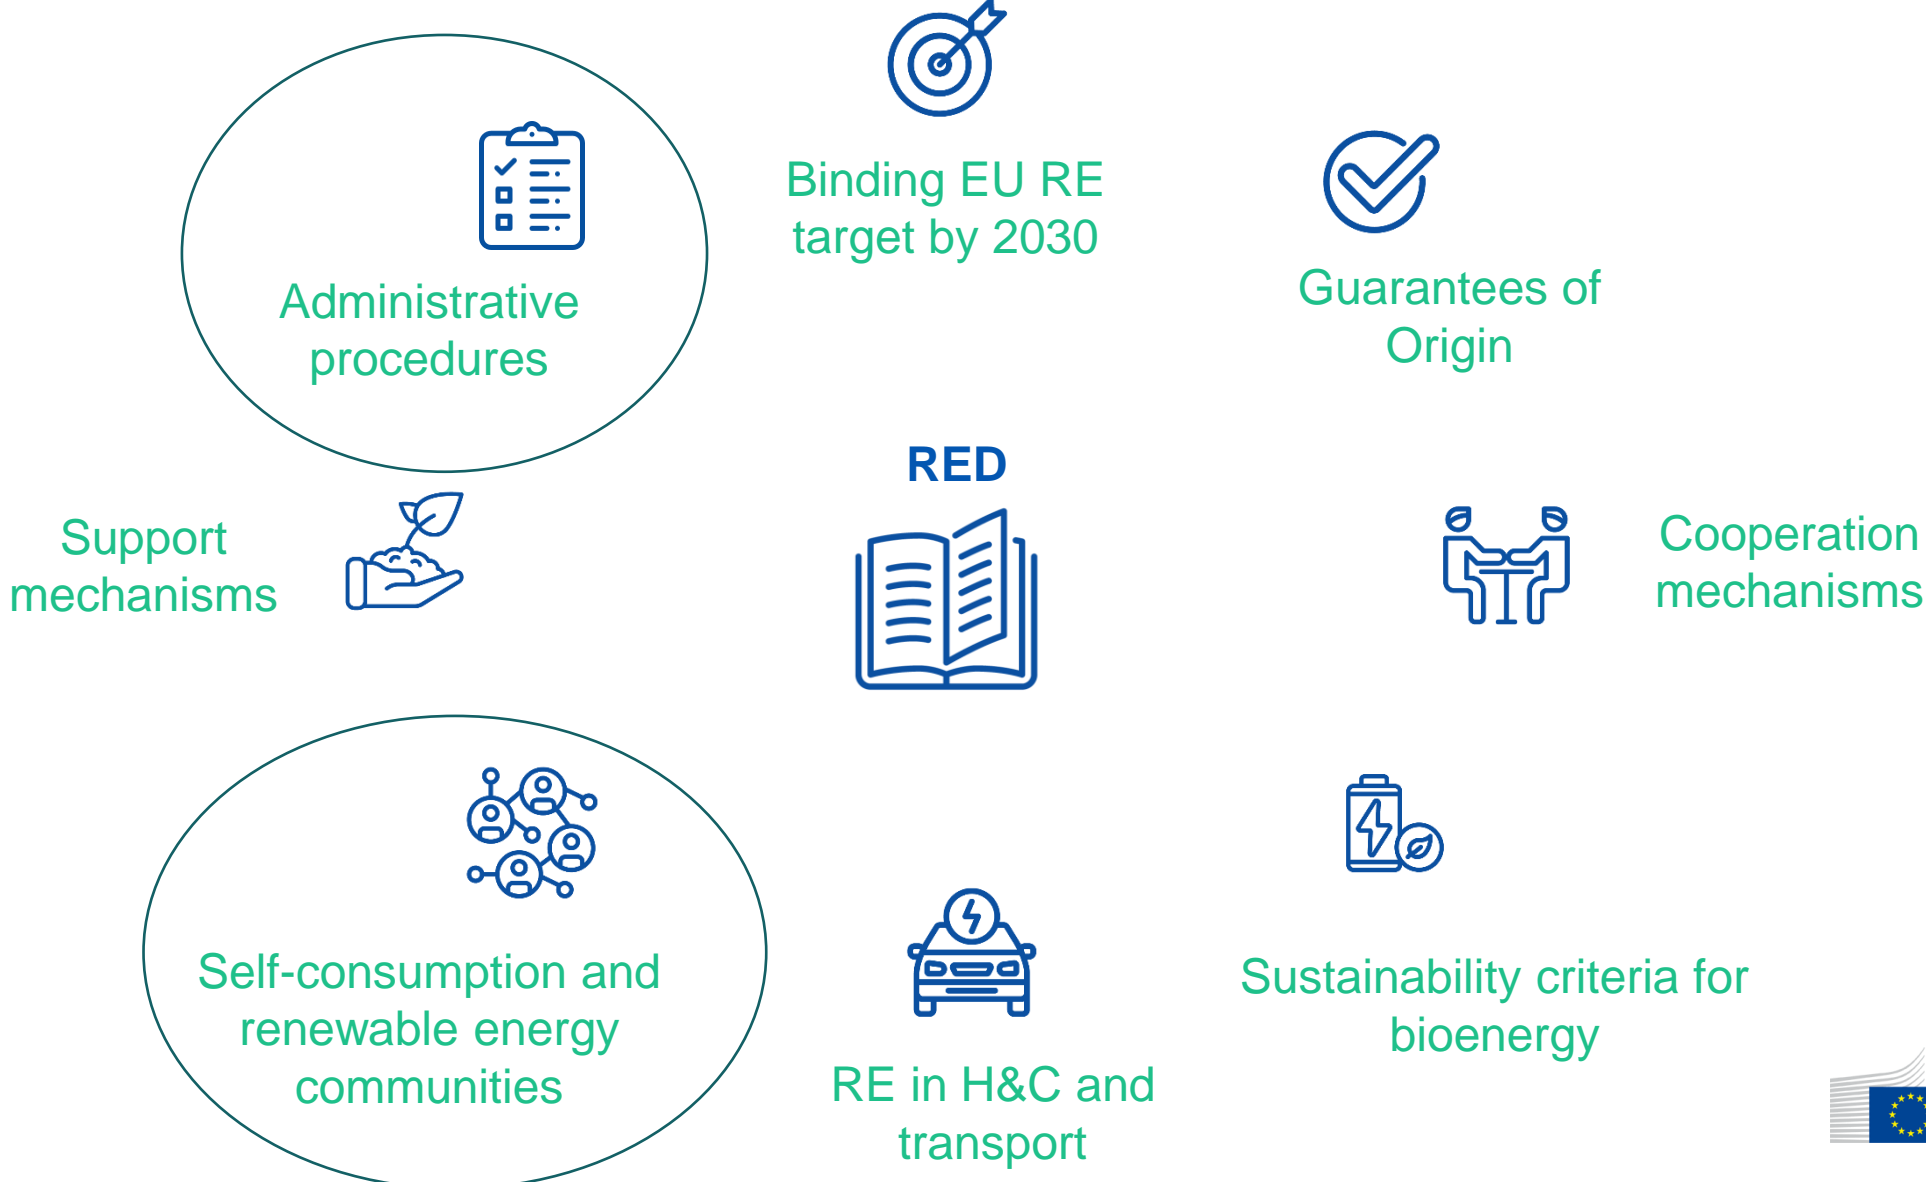 Binding EU RE
target by 2030
Administrative
procedures
Guarantees of
Origin
RED
Support
mechanisms
Cooperation
mechanisms
Self-consumption and
renewable energy
communities
Sustainability criteria for
bioenergy
RE in H&C and
transport